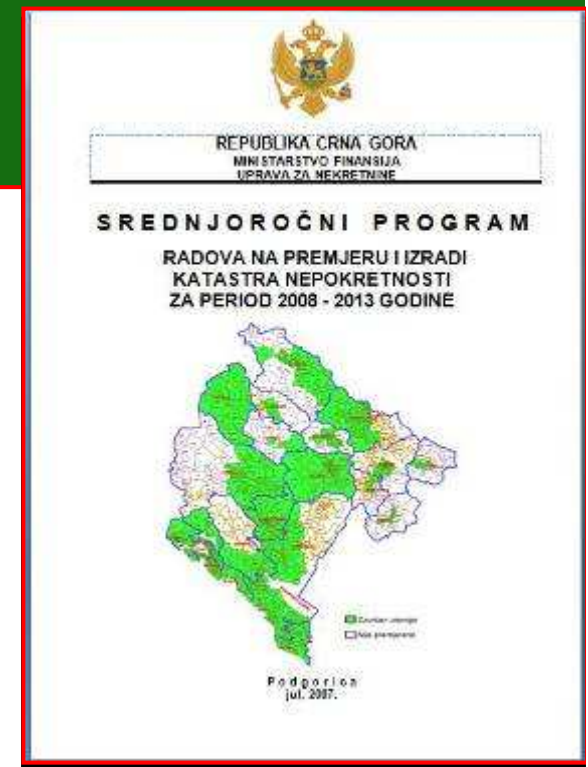 REPUBLIKA CRNA GORA
MINISTARSTVO FINANSIJA
UPRAVA ZA NEKRETNINE
SREDNJOROČNI PROGRAM
RADOVA NA PREMJERU I IZRADI
KATASTRA NEPOKRETNOSTI
ZA PERIOD 2008 - 2013 GODINE
Podgorica
jul. 2007.